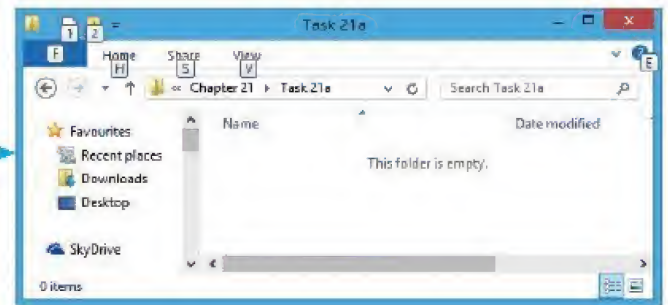 Task 21a
1 2
F Home Share View
H S V E
« Chapter 21 Task 21a Search Task 21a
Name Date modified
Favourites
Recent places
Downloads
Desktop
This folder is empty.
SkyDrive
0 items